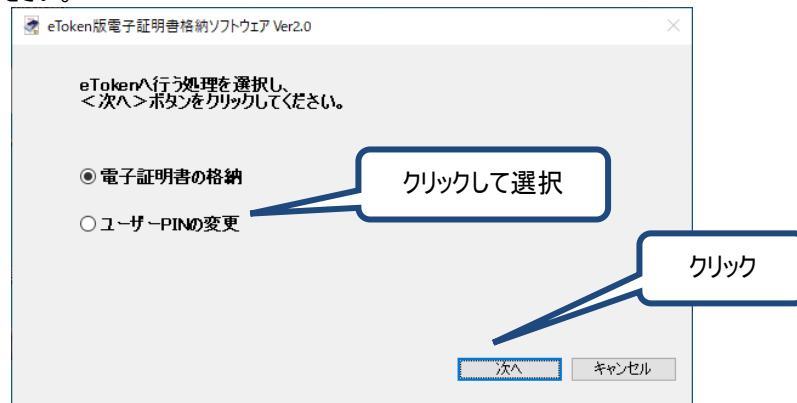 ださい。
eToken版電子証明書格納ソフトウェア Ver2.0
eTokenへ行う処理を選択し、
<次へ>ボタンをクリックしてください。
電子証明書の格納
クリックして選択
ユーザーPINの変更
クリック
次へ
キャンセル